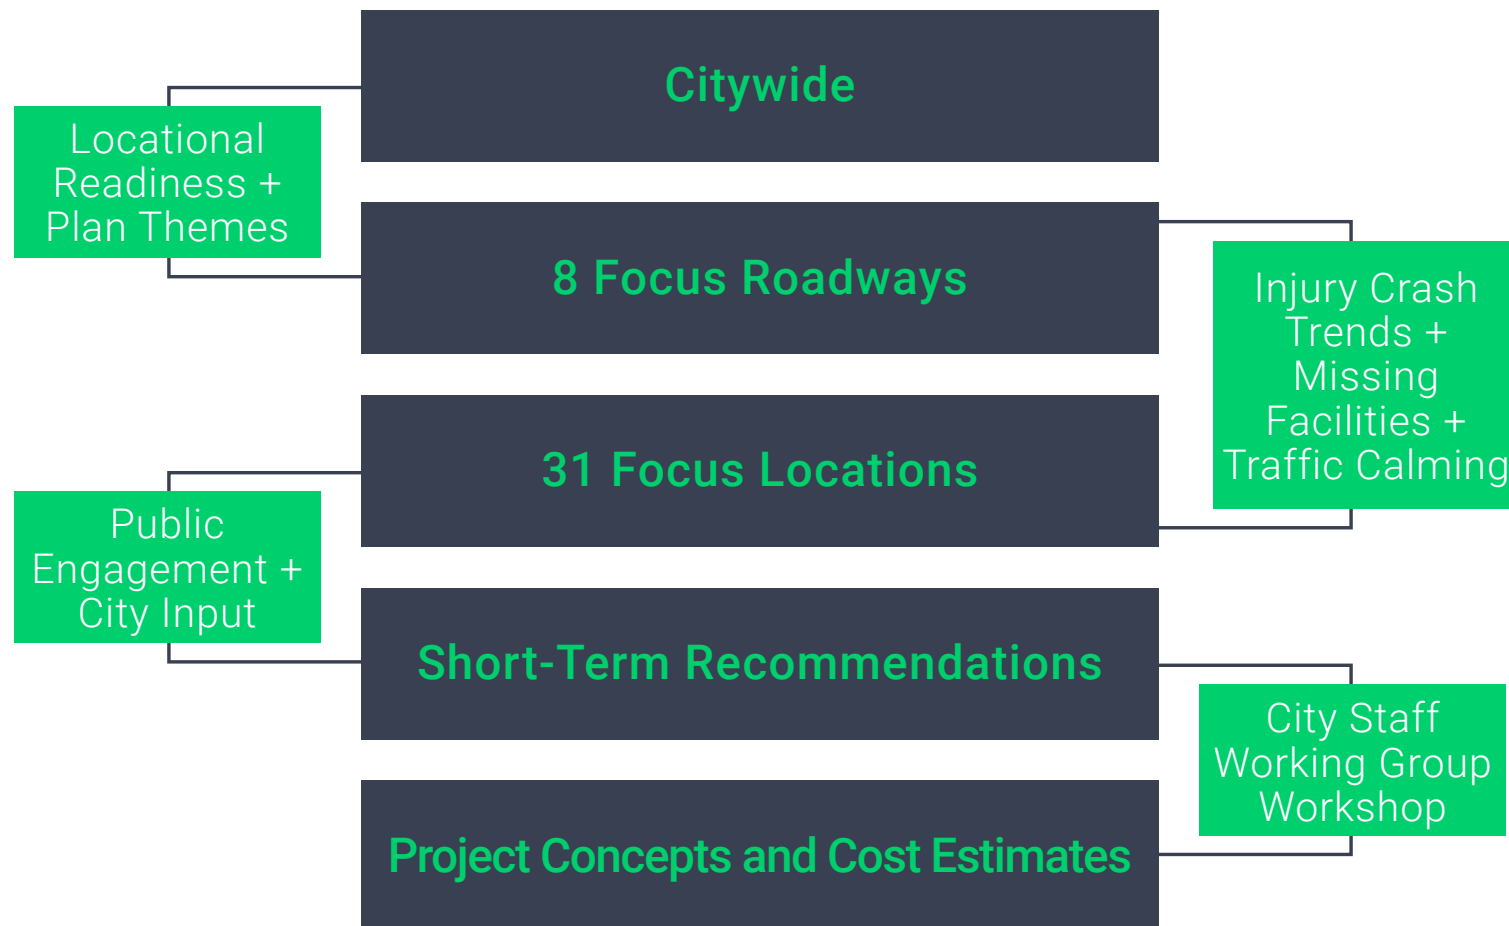 Citywide
Locational
Readiness +
Plan Themes
8 Focus Roadways
Injury Crash
Trends +
Missing
Facilities +
Traffic Calming
31 Focus Locations
Public
Engagement +
City Input
Short-Term Recommendations
City Staff
Working Group
Workshop
Project Concepts and Cost Estimates